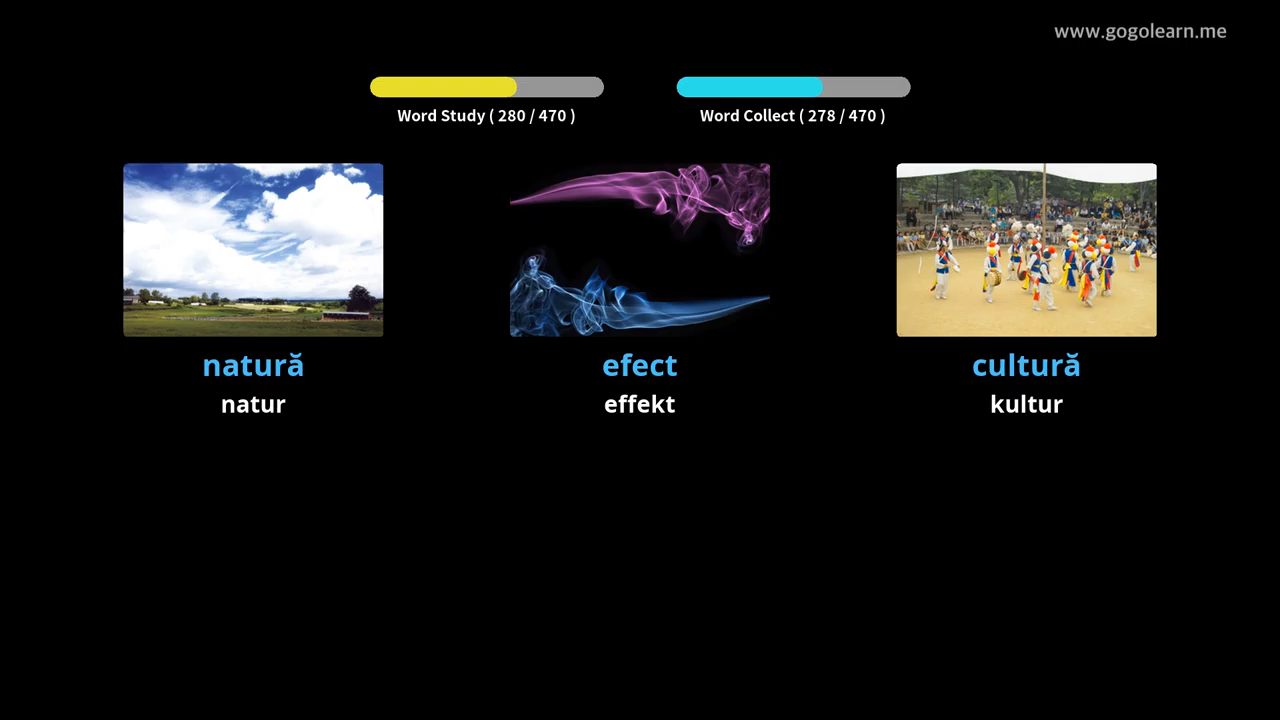 www.gogolearn.me
Word Study ( 280 / 470 )
Word Collect ( 278 / 470 )
natură
efect
cultură
natur
effekt
kultur